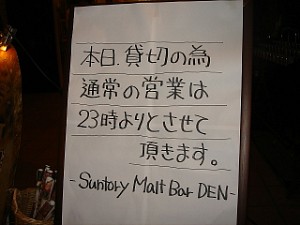 本日.貸切の為
通常の営業は
23時よりとさせて
頂きます。
-Suntory Malt Bar DEN-